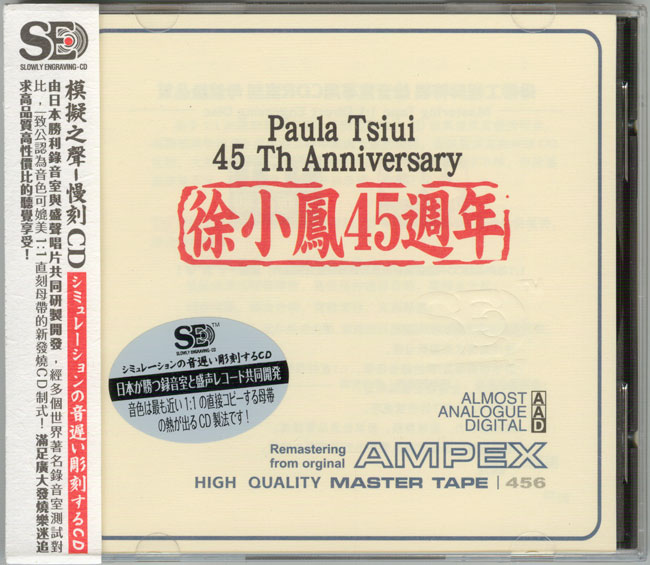 SED
SLOWLY ENGRAVING-CD
模擬之聲-慢刻CD シミュレーションの音遅い彫刻するCD
由日本勝利錄音室與盛聲唱片共同研製開發，經多個世界著名錄音室測試對
比，一致公認為音色可媲美1:1直刻母帶的新發燒CD制式！滿足廣大發燒樂迷追
求高品質高性價比的聽覺享受！
Paula Tsiui
45 Th Anniversary
徐小鳳45週年
SED™
SLOWLY ENGRAVING-CD
シミュレーションの音遅い彫刻するCD
日本が勝つ録音室と盛声レコード共同開発
音色は最も近い1:1の直接コピーする母帯
の熱が出るCD製法です！
ALMOST A
ANALOGUE A
DIGITAL D
Remastering
from orginal AMPEX
HIGH QUALITY MASTER TAPE | 456